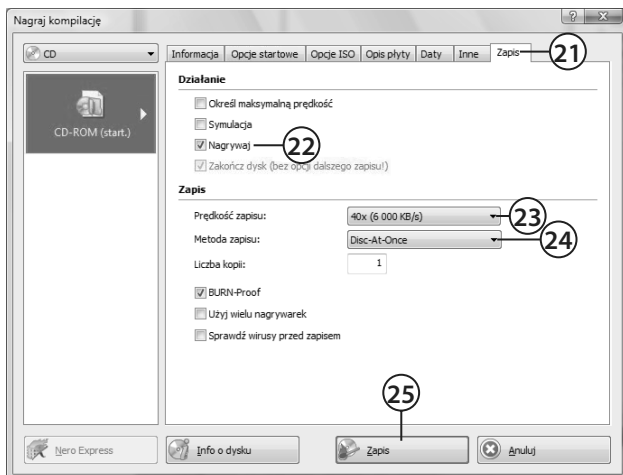 Nagraj kompilację
? X
CD
Informacja Opcje startowe Opcje ISO Opis płyty Daty Inne Zapis 21
Działanie
Określ maksymalną prędkość
CD-ROM (start.)
Symulacja
Nagrywaj 22
Zakończ dysk (bez opcji dalszego zapisu!)
Zapis
Prędkość zapisu: 40x (6 000 KB/s) 23
Metoda zapisu: Disc-At-Once 24
Liczba kopii: 1
BURN-Proof
Użyj wielu nagrywarek
Sprawdź wirusy przed zapisem
25
Nero Express Info o dysku Zapis Anuluj